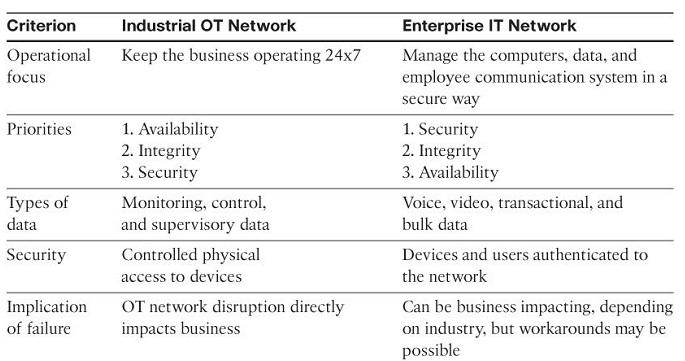 Criterion Industrial OT Network Enterprise IT Network
Operational Keep the business operating 24x7 Manage the computers, data, and
focus employee communication system in a
secure way
Priorities 1. Availability 1. Security
2. Integrity 2. Integrity
3. Security 3. Availability
Types of Monitoring, control, Voice, video, transactional, and
data and supervisory data bulk data
Security Controlled physical Devices and users authenticated to
access to devices the network
Implication OT network disruption directly Can be business impacting, depending
of failure impacts business on industry, but workarounds may be
possible